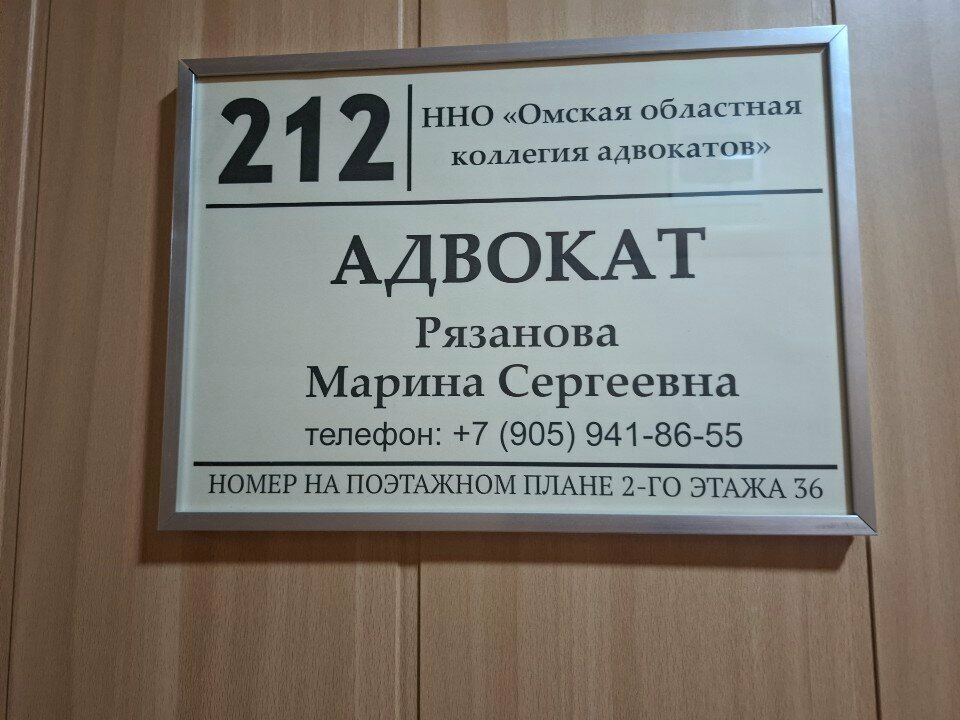 212
ННО «Омская областная
коллегия адвокатов»
АДВОКАТ
Рязанова
Марина Сергеевна
телефон: +7 (905) 941-86-55
НОМЕР НА ПОЭТАЖНОМ ПЛАНЕ 2-ГО ЭТАЖА 36